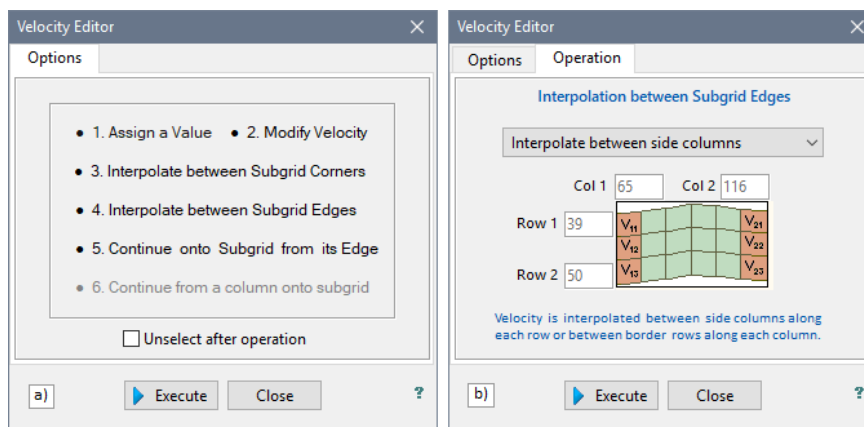 Velocity Editor
Options
● 1. Assign a Value ● 2. Modify Velocity
● 3. Interpolate between Subgrid Corners
● 4. Interpolate between Subgrid Edges
● 5. Continue onto Subgrid from its Edge
● 6. Continue from a column onto subgrid
Unselect after operation
a) Execute Close ?
Velocity Editor
Options Operation
Interpolation between Subgrid Edges
Interpolate between side columns
Col 1 65 Col 2 116
Row 1 39
V11 V21
V12 V22
Row 2 50
V13 V23
Velocity is interpolated between side columns along
each row or between border rows along each column.
b) Execute Close ?